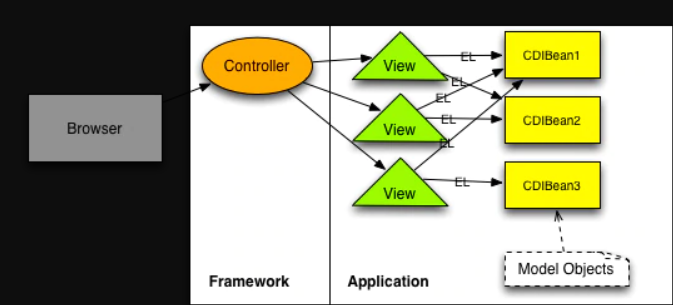 Browser
Controller
View
View
View
EL
EL
EL
EL
EL
EL
CDIBean1
CDIBean2
CDIBean3
Model Objects
Framework
Application